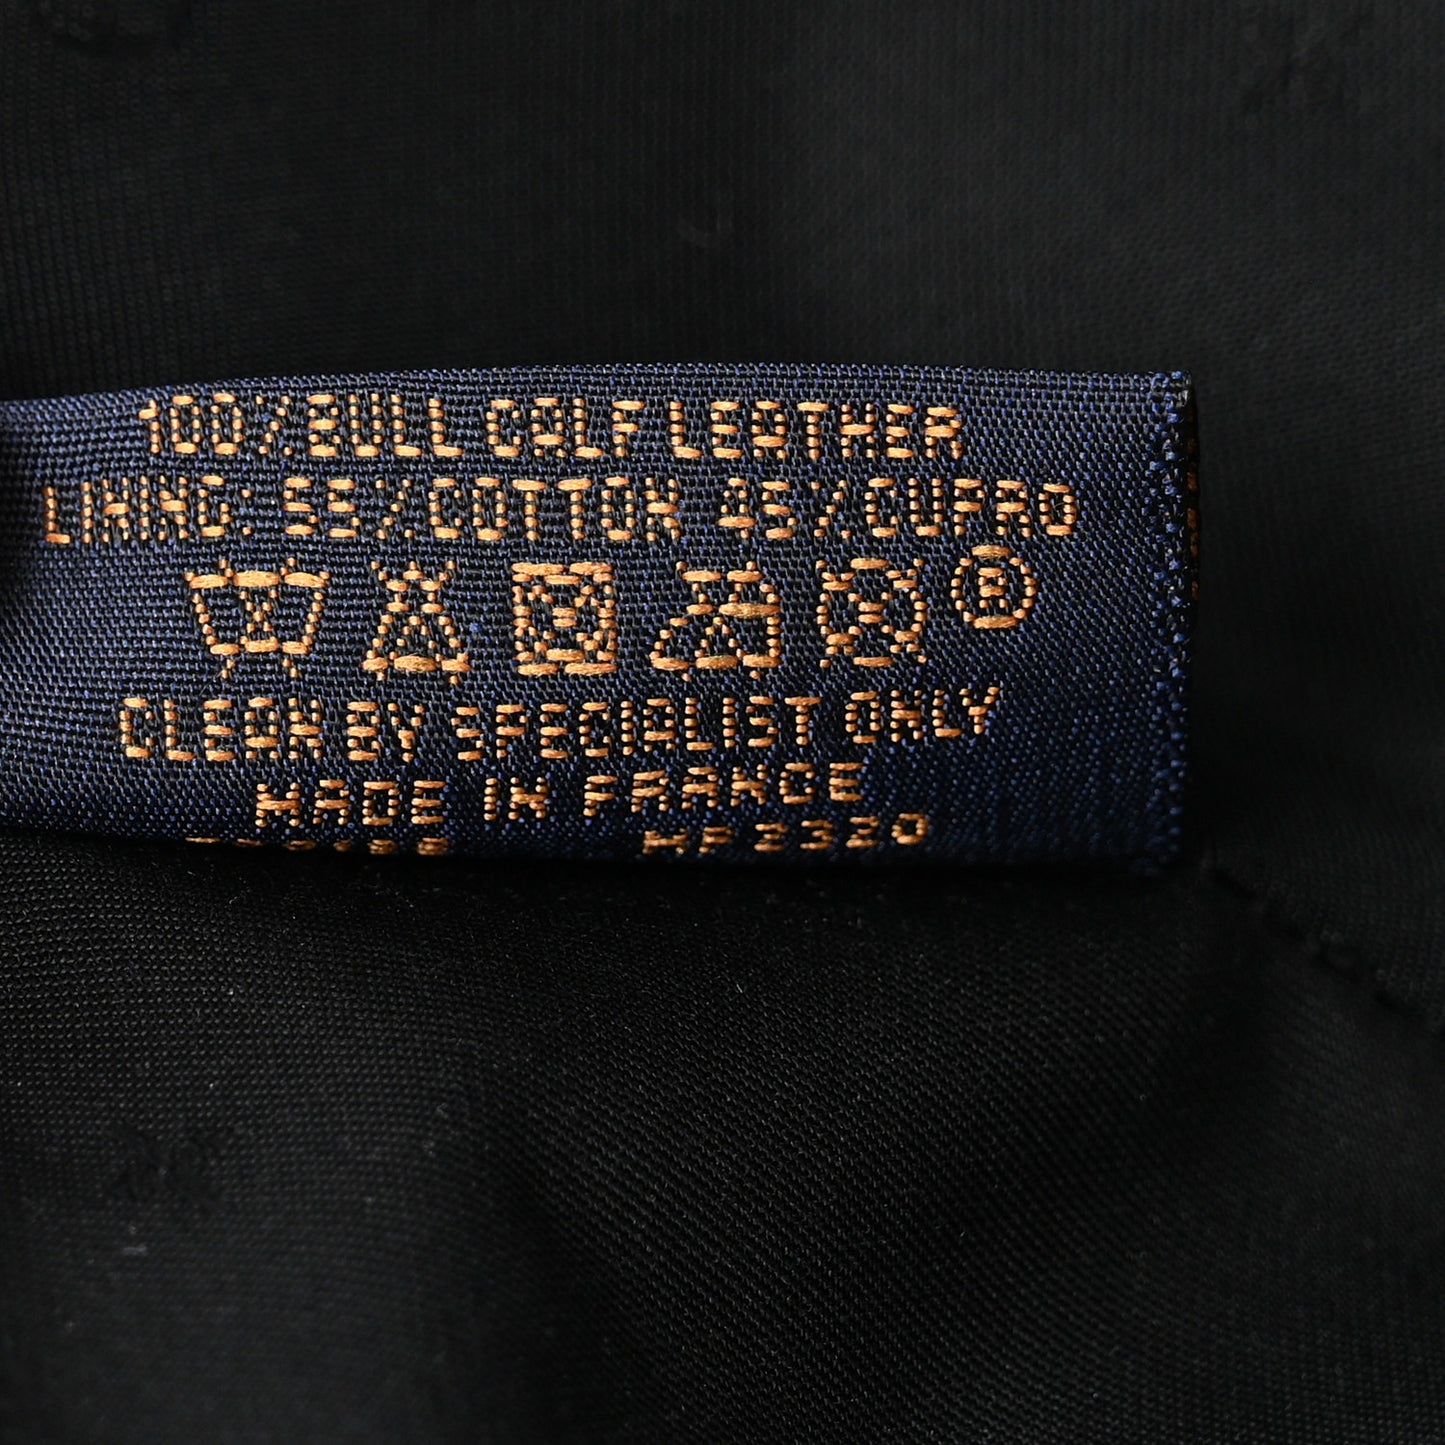 100% BULL CALF LEATHER
LINING: 55% COTTON 45% CUPRO
®
CLEAN BY SPECIALIST ONLY
MADE IN FRANCE
MF2320